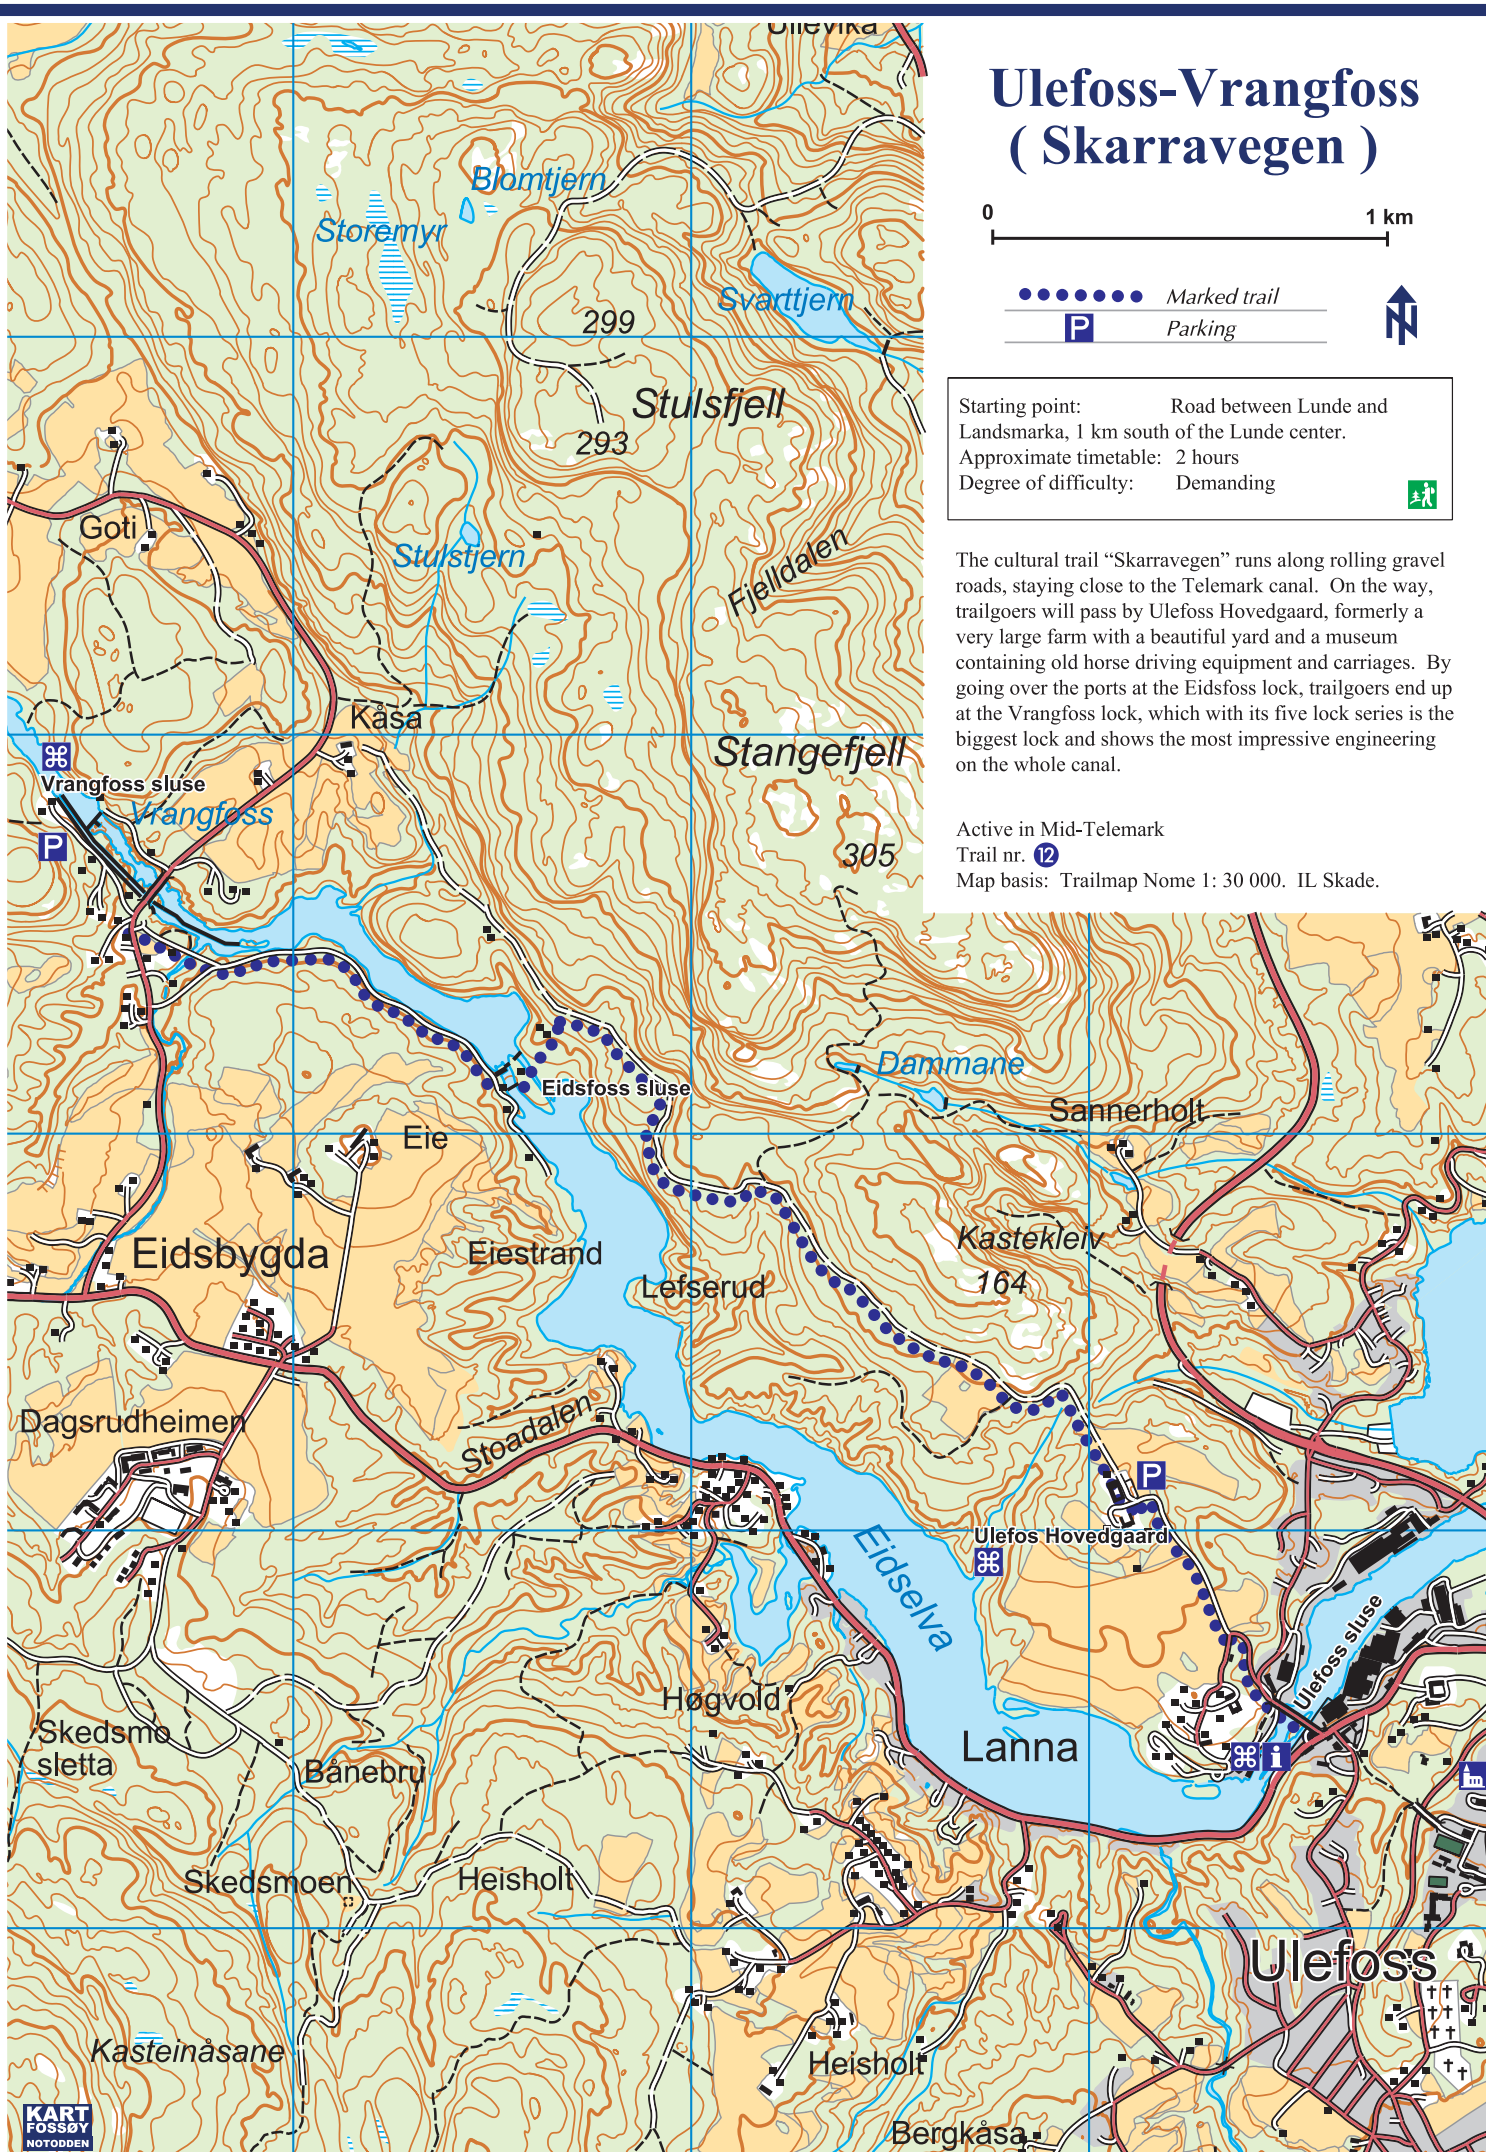 Ulefoss-Vrangfoss
( Skarravegen )
0 1 km
Marked trail
P Parking
N
Starting point: Road between Lunde and
Landsmarka, 1 km south of the Lunde center.
Approximate timetable: 2 hours
Degree of difficulty: Demanding
The cultural trail “Skarravegen” runs along rolling gravel
roads, staying close to the Telemark canal. On the way,
trailgoers will pass by Ulefoss Hovedgaard, formerly a
very large farm with a beautiful yard and a museum
containing old horse driving equipment and carriages. By
going over the ports at the Eidsfoss lock, trailgoers end up
at the Vrangfoss lock, which with its five lock series is the
biggest lock and shows the most impressive engineering
on the whole canal.
Active in Mid-Telemark
Trail nr. 12
Map basis: Trailmap Nome 1: 30 000. IL Skade.
Ullevika
Blomtjern
Storemyr
Svarttjern
299
Stulsfjell
293
Goti
Stulstjern
Fjelldalen
Kåsa
Stangefjell
Vrangfoss sluse
Vrangfoss
P
305
Dammane
Eidsfoss sluse
Sannerholt
Eie
Eidsbygda
Eiestrand
Kastekleiv
164
Lefserud
Dagsrudheimen
Stoadalen
P
Ulefos Hovedgaard
Eidselva
Ulefoss sluse
Høgvold
Skedsmo
sletta
Lanna
i
Bånebru
Skedsmoen
Heisholt
Ulefoss
Kasteinåsane
Heisholt
Bergkåsa
KART
FOSSØY
NOTODDEN